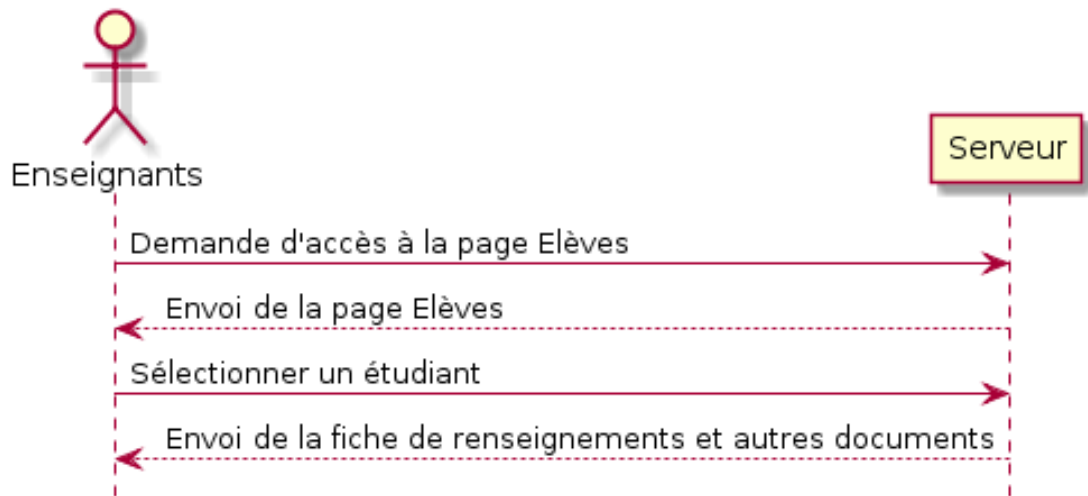 Enseignants
Serveur
Demande d'accès à la page Elèves
Envoi de la page Elèves
Sélectionner un étudiant
Envoi de la fiche de renseignements et autres documents